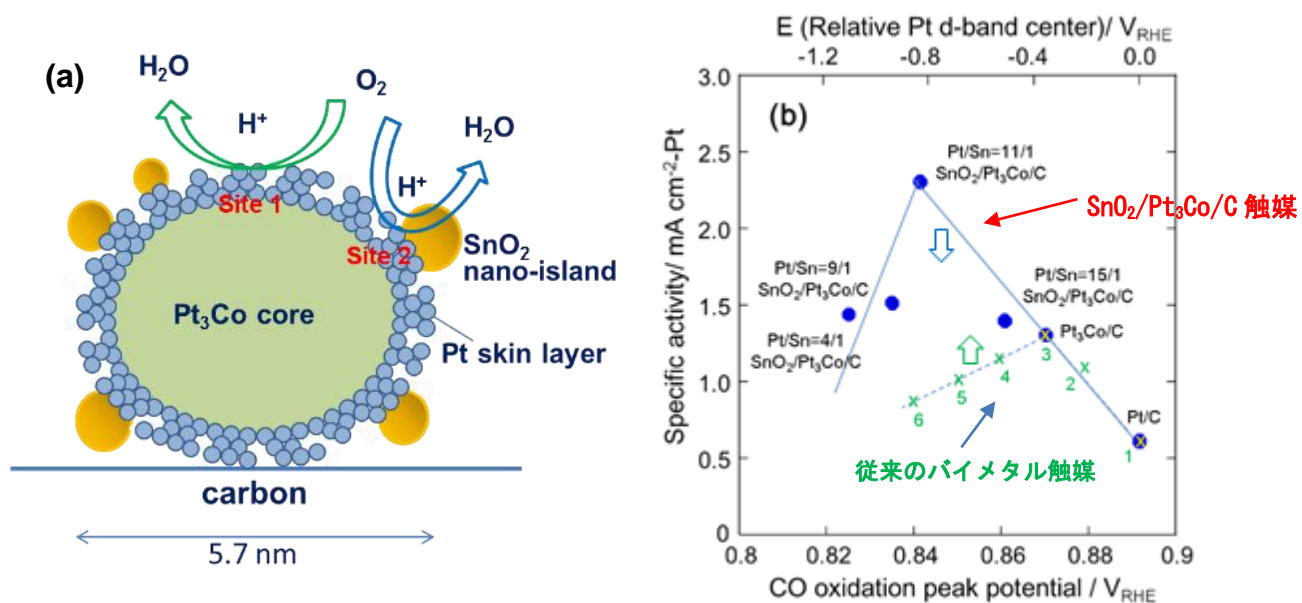 (a)
H₂O
O₂
H⁺
H₂O
H⁺
Site 1
Site 2
SnO₂
nano-island
Pt₃Co core
Pt skin layer
carbon
5.7 nm
E (Relative Pt d-band center)/ V_RHE
-1.2 -0.8 -0.4 0.0
(b)
3.0
2.5
2.0
1.5
1.0
0.5
0
Specific activity/ mA cm⁻²-Pt
Pt/Sn=11/1
SnO₂/Pt₃Co/C
SnO₂/Pt₃Co/C 触媒
Pt/Sn=9/1
SnO₂/Pt₃Co/C
Pt/Sn=15/1
SnO₂/Pt₃Co/C
Pt/Sn=4/1
SnO₂/Pt₃Co/C
Pt₃Co/C
3
2
4
5
6
Pt/C
1
従来のバイメタル触媒
0.8 0.82 0.84 0.86 0.88 0.9
CO oxidation peak potential / V_RHE